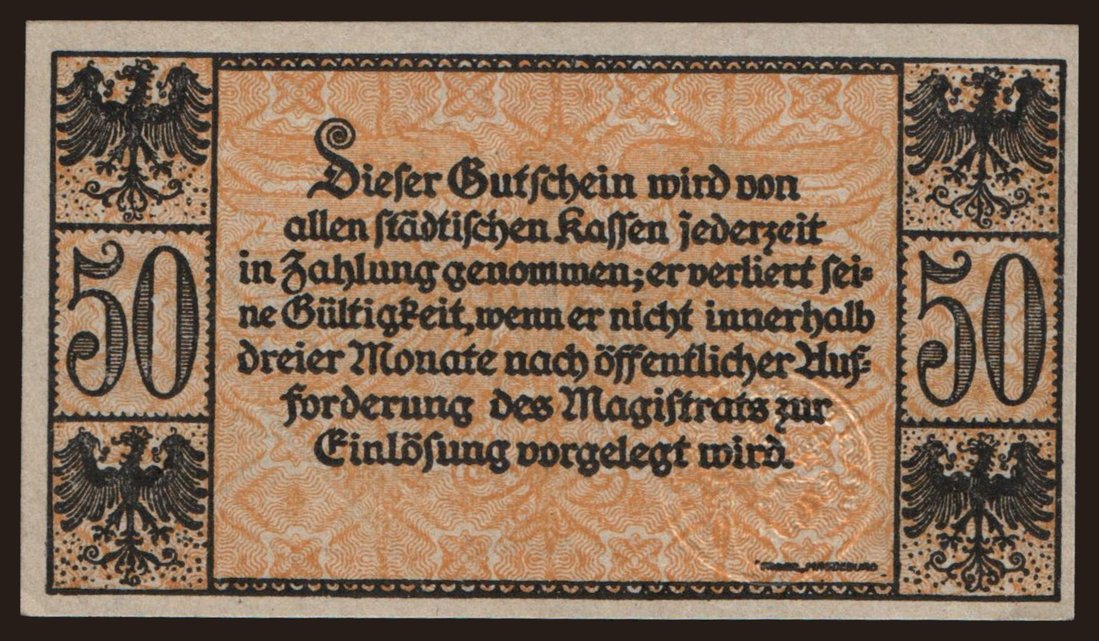 Dieser Gutschein wird von
allen städtischen Kassen jederzeit
50 in Zahlung genommen; er verliert sei= 50
ne Gültigkeit, wenn er nicht innerhalb
dreier Monate nach öffentlicher Auf=
forderung des Magistrats zur
Einlösung vorgelegt wird.
MAGDEBURG